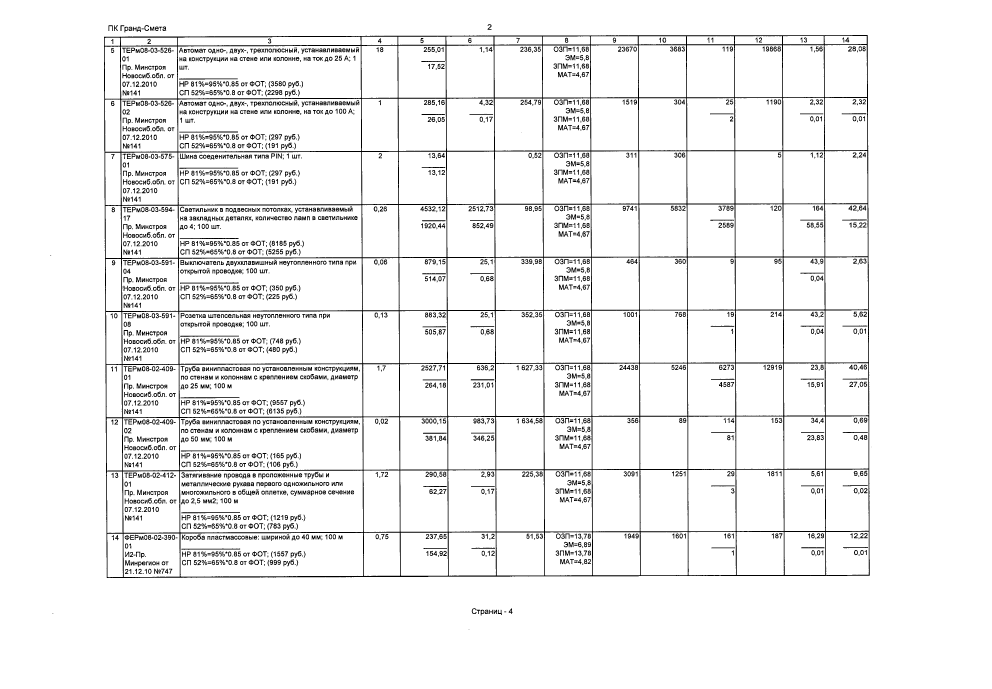 ПК Гранд-Смета 2
1 2 3 4 5 6 7 8 9 10 11 12 13 14
5 ТЕРм08-03-526- Автомат одно-, двух-, трехполюсный, устанавливаемый 18 255,01 1,14 236,35 ОЗП=11,68 23670 3683 119 19868 1,56 28,08
01 на конструкции на стене или колонне, на ток до 25 А; 1 ЭМ=5,8
Пр. Минстроя шт. 17,52 ЗПМ=11,68
Новосиб.обл. от МАТ=4,67
07.12.2010 НР 81%=95%*0.85 от ФОТ; (3580 руб.)
№141 СП 52%=65%*0.8 от ФОТ; (2298 руб.)
6 ТЕРм08-03-526- Автомат одно-, двух-, трехполюсный, устанавливаемый 1 285,16 4,32 254,79 ОЗП=11,68 1519 304 25 1190 2,32 2,32
02 на конструкции на стене или колонне, на ток до 100 А; ЭМ=5,8
Пр. Минстроя 1 шт. 26,05 0,17 ЗПМ=11,68 2 0,01 0,01
Новосиб.обл. от МАТ=4,67
07.12.2010 НР 81%=95%*0.85 от ФОТ; (297 руб.)
№141 СП 52%=65%*0.8 от ФОТ; (191 руб.)
7 ТЕРм08-03-575- Шина соеденительная типа PIN; 1 шт. 2 13,64 0,52 ОЗП=11,68 311 306 5 1,12 2,24
01 ЭМ=5,8
Пр. Минстроя НР 81%=95%*0.85 от ФОТ; (297 руб.) 13,12 ЗПМ=11,68
Новосиб.обл. от СП 52%=65%*0.8 от ФОТ; (191 руб.) МАТ=4,67
07.12.2010
№141
8 ТЕРм08-03-594- Светильник в подвесных потолках, устанавливаемый 0,26 4532,12 2512,73 98,95 ОЗП=11,68 9741 5832 3789 120 164 42,64
17 на закладных деталях, количество ламп в светильнике ЭМ=5,8
Пр. Минстроя до 4; 100 шт. 1920,44 852,49 ЗПМ=11,68 2589 58,55 15,22
Новосиб.обл. от МАТ=4,67
07.12.2010 НР 81%=95%*0.85 от ФОТ; (8185 руб.)
№141 СП 52%=65%*0.8 от ФОТ; (5255 руб.)
9 ТЕРм08-03-591- Выключатель двухклавишный неутопленного типа при 0,06 879,15 25,1 339,98 ОЗП=11,68 464 360 9 95 43,9 2,63
04 открытой проводке; 100 шт. ЭМ=5,8
Пр. Минстроя 514,07 0,68 ЗПМ=11,68 0,04
Новосиб.обл. от НР 81%=95%*0.85 от ФОТ; (350 руб.) МАТ=4,67
07.12.2010 СП 52%=65%*0.8 от ФОТ; (225 руб.)
№141
10 ТЕРм08-03-591- Розетка штепсельная неутопленного типа при 0,13 883,32 25,1 352,35 ОЗП=11,68 1001 768 19 214 43,2 5,62
08 открытой проводке; 100 шт. ЭМ=5,8
Пр. Минстроя 505,87 0,68 ЗПМ=11,68 1 0,04 0,01
Новосиб.обл. от НР 81%=95%*0.85 от ФОТ; (748 руб.) МАТ=4,67
07.12.2010 СП 52%=65%*0.8 от ФОТ; (480 руб.)
№141
11 ТЕРм08-02-409- Труба винипластовая по установленным конструкциям, 1,7 2527,71 636,2 1 627,33 ОЗП=11,68 24438 5246 6273 12919 23,8 40,46
01 по стенам и колоннам с креплением скобами, диаметр ЭМ=5,8
Пр. Минстроя до 25 мм; 100 м 264,18 231,01 ЗПМ=11,68 4587 15,91 27,05
Новосиб.обл. от МАТ=4,67
07.12.2010 НР 81%=95%*0.85 от ФОТ; (9557 руб.)
№141 СП 52%=65%*0.8 от ФОТ; (6135 руб.)
12 ТЕРм08-02-409- Труба винипластовая по установленным конструкциям, 0,02 3000,15 983,73 1 634,58 ОЗП=11,68 356 89 114 153 34,4 0,69
02 по стенам и колоннам с креплением скобами, диаметр ЭМ=5,8
Пр. Минстроя до 50 мм; 100 м 381,84 346,25 ЗПМ=11,68 81 23,83 0,48
Новосиб.обл. от МАТ=4,67
07.12.2010 НР 81%=95%*0.85 от ФОТ; (165 руб.)
№141 СП 52%=65%*0.8 от ФОТ; (106 руб.)
13 ТЕРм08-02-412- Затягивание провода в проложенные трубы и 1,72 290,58 2,93 225,38 ОЗП=11,68 3091 1251 29 1811 5,61 9,65
01 металлические рукава первого одножильного или ЭМ=5,8
Пр. Минстроя многожильного в общей оплетке, суммарное сечение 62,27 0,17 ЗПМ=11,68 3 0,01 0,02
Новосиб.обл. от до 2,5 мм2; 100 м МАТ=4,67
07.12.2010
№141 НР 81%=95%*0.85 от ФОТ; (1219 руб.)
СП 52%=65%*0.8 от ФОТ; (783 руб.)
14 ФЕРм08-02-390- Короба пластмассовые: шириной до 40 мм; 100 м 0,75 237,65 31,2 51,53 ОЗП=13,78 1949 1601 161 187 16,29 12,22
01 ЭМ=6,89
И2-Пр. НР 81%=95%*0.85 от ФОТ; (1557 руб.) 154,92 0,12 ЗПМ=13,78 1 0,01 0,01
Минрегион от СП 52%=65%*0.8 от ФОТ; (999 руб.) МАТ=4,82
21.12.10 №747
Страниц - 4